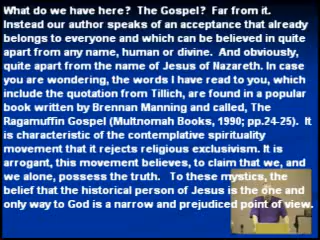 What do we have here?  The Gospel?  Far from it.
Instead our author speaks of an acceptance that already
belongs to everyone and which can be believed in quite
apart from any name, human or divine.  And obviously,
quite apart from the name of Jesus of Nazareth. In case
you are wondering, the words I have read to you, which
include the quotation from Tillich, are found in a popular
book written by Brennan Manning and called, The
Ragamuffin Gospel (Multnomah Books, 1990; pp.24-25).  It
is characteristic of the contemplative spirituality
movement that it rejects religious exclusivism. It is
arrogant, this movement believes, to claim that we, and
we alone, possess the truth.   To these mystics, the
belief that the historical person of Jesus is the one and
only way to God is a narrow and prejudiced point of view.